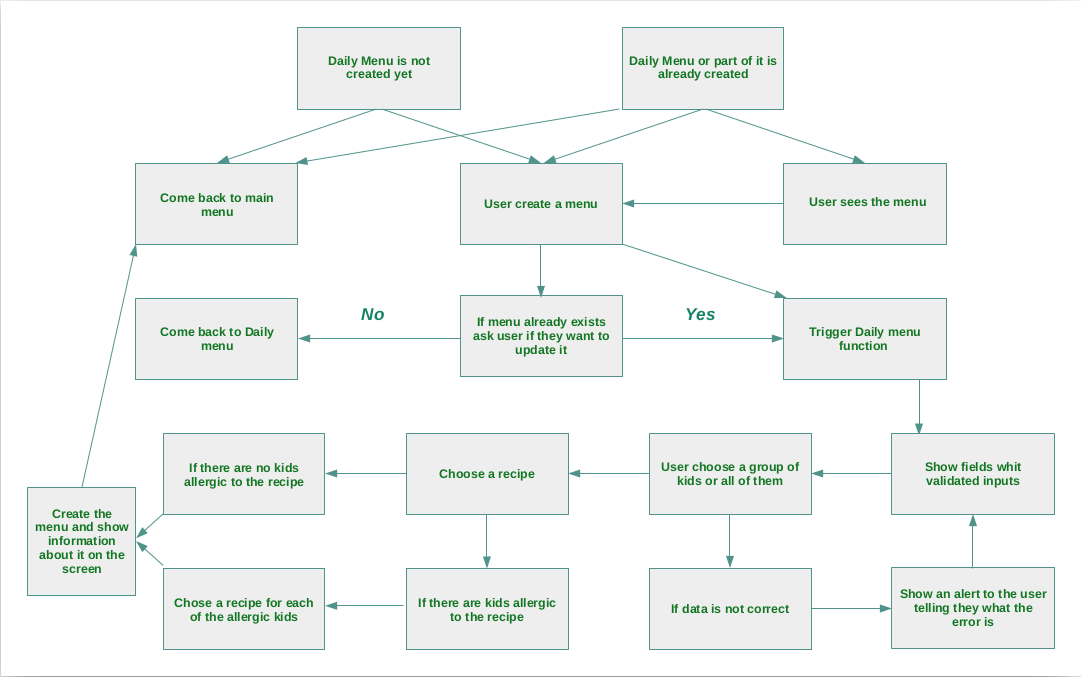 Daily Menu is not
created yet
Daily Menu or part of it is
already created
Come back to main
menu
User create a menu
User sees the menu
Come back to Daily
menu
No
If menu already exists
ask user if they want to
update it
Yes
Trigger Daily menu
function
If there are no kids
allergic to the recipe
Choose a recipe
User choose a group of
kids or all of them
Show fields whit
validated inputs
Create the
menu and show
information
about it on the
screen
Chose a recipe for each
of the allergic kids
If there are kids allergic
to the recipe
If data is not correct
Show an alert to the user
telling they what the
error is